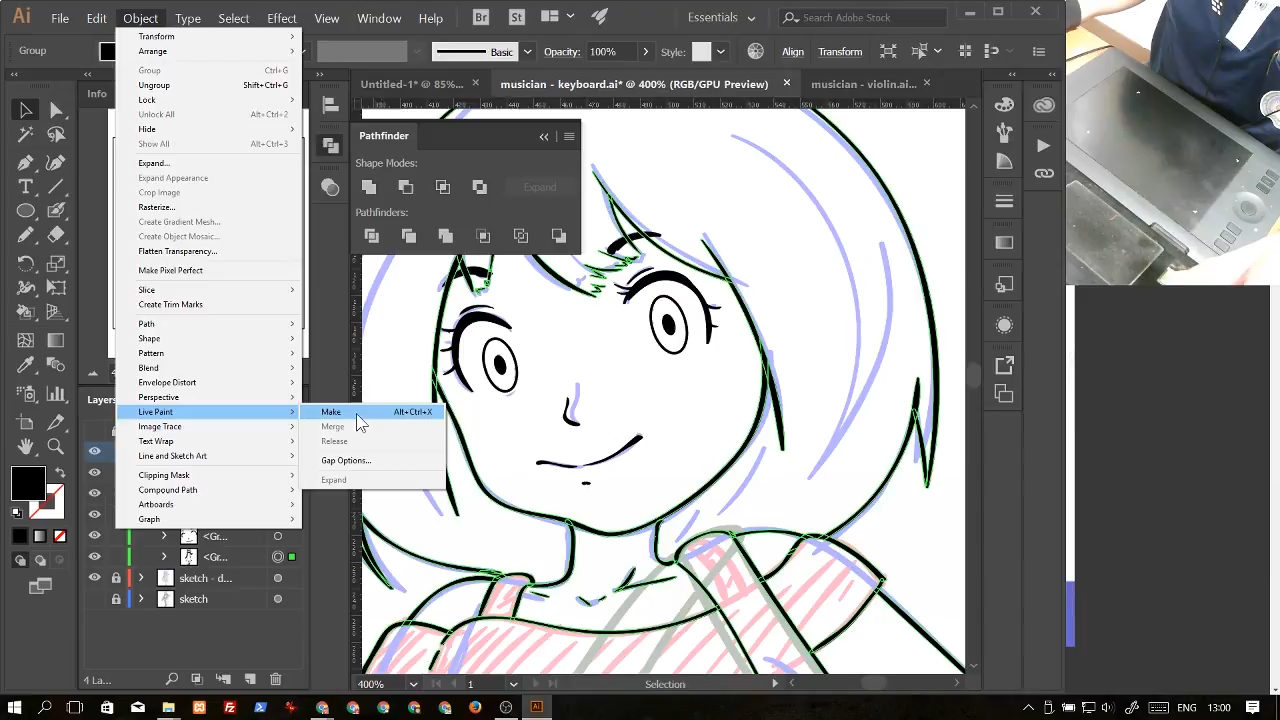 Ai File Edit Object Type Select Effect View Window Help Br St Essentials Search Adobe Stock
Group Basic Opacity: 100% Style: Align Transform
Untitled-1* @ 85%... musician - keyboard.ai* @ 400% (RGB/GPU Preview) musician - violin.ai...
Info
Transform
Arrange
Group Ctrl+G
Ungroup Shift+Ctrl+G
Lock
Unlock All Alt+Ctrl+2
Hide
Show All Alt+Ctrl+3
Expand...
Expand Appearance
Crop Image
Rasterize...
Create Gradient Mesh...
Create Object Mosaic...
Flatten Transparency...
Make Pixel Perfect
Slice
Create Trim Marks
Path
Shape
Pattern
Blend
Envelope Distort
Perspective
Live Paint
Image Trace
Text Wrap
Line and Sketch Art
Clipping Mask
Compound Path
Artboards
Graph
Make Alt+Ctrl+X
Merge
Release
Gap Options...
Expand
Pathfinder
Shape Modes:
Expand
Pathfinders:
Layers
<Gr...
<Gr...
sketch - d...
sketch
4 La...
400% 1 Selection
ENG 13:00